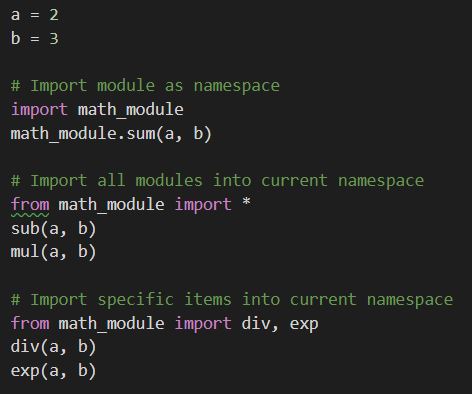 a = 2
b = 3
# Import module as namespace
import math_module
math_module.sum(a, b)
# Import all modules into current namespace
from math_module import *
sub(a, b)
mul(a, b)
# Import specific items into current namespace
from math_module import div, exp
div(a, b)
exp(a, b)